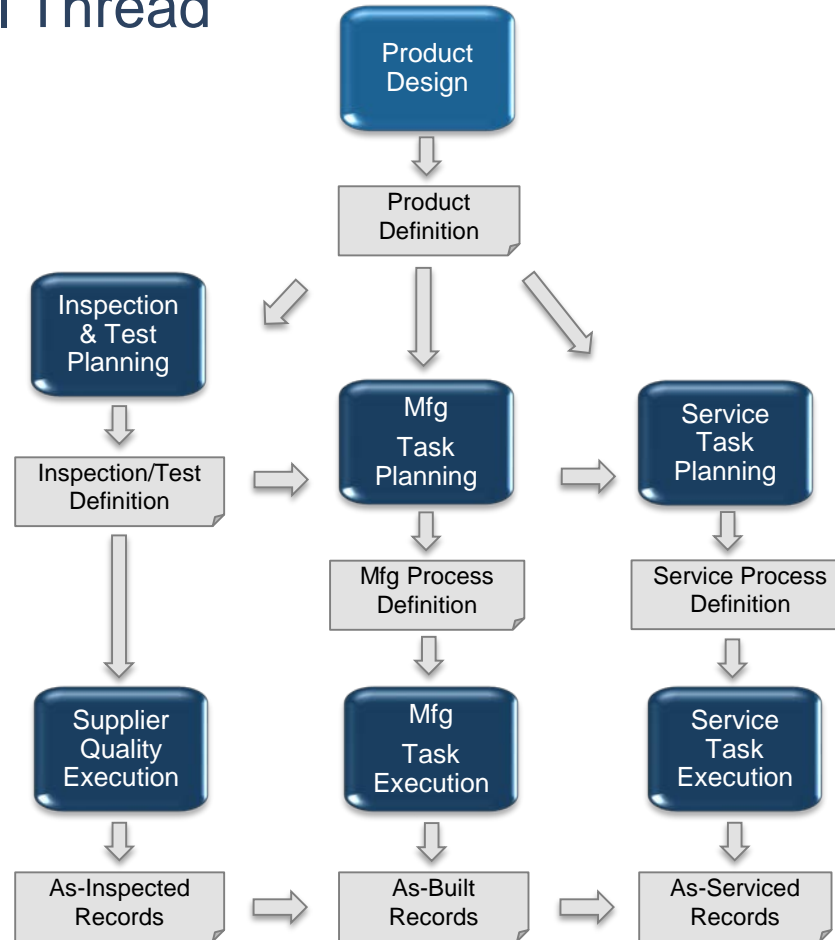 Thread
Product
Design
Product
Definition
Inspection
& Test
Planning
Mfg
Task
Planning
Service
Task
Planning
Inspection/Test
Definition
Mfg Process
Definition
Service Process
Definition
Supplier
Quality
Execution
Mfg
Task
Execution
Service
Task
Execution
As-Inspected
Records
As-Built
Records
As-Serviced
Records